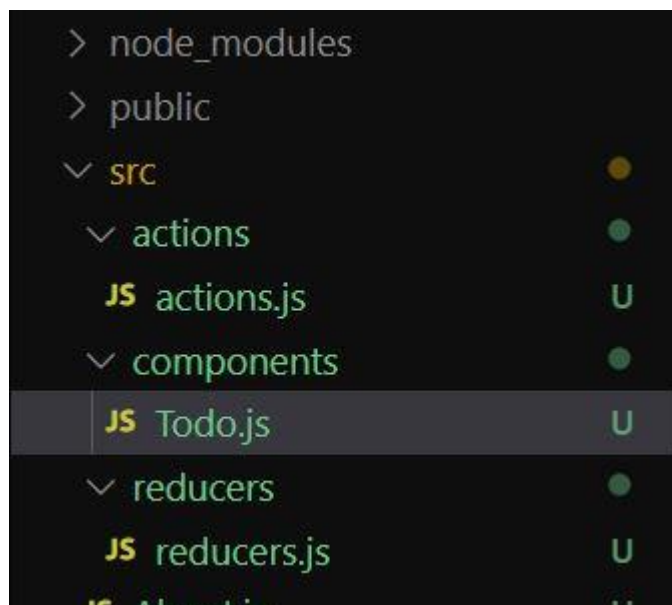 node_modules
public
src
actions
JS actions.js U
components
JS Todo.js U
reducers
JS reducers.js U